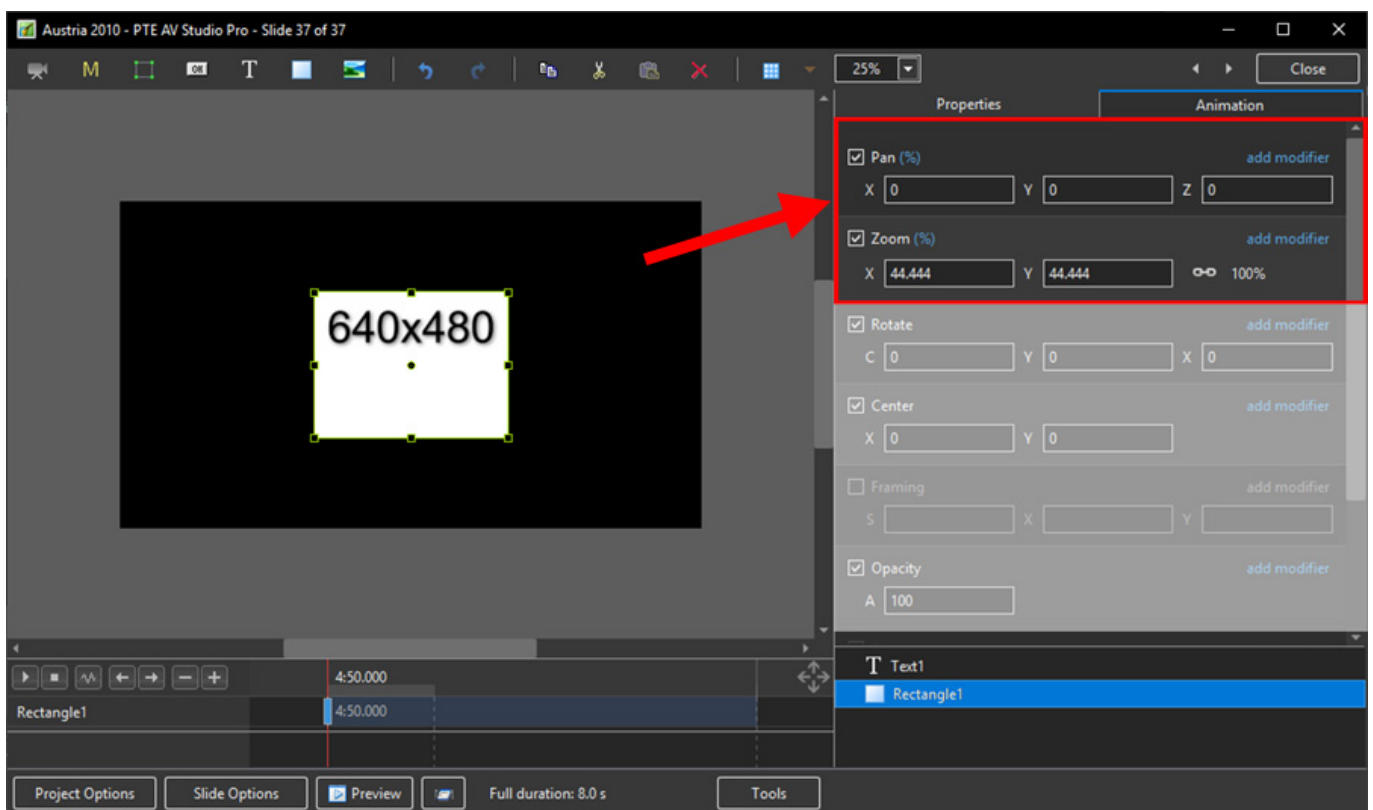 Austria 2010 - PTE AV Studio Pro - Slide 37 of 37
M OK T 25% Close
Properties Animation
Pan (%) add modifier
X 0 Y 0 Z 0
Zoom (%) add modifier
X 44.444 Y 44.444 100%
640x480
Rotate add modifier
C 0 Y 0 X 0
Center add modifier
X 0 Y 0
Framing add modifier
S X Y
Opacity add modifier
A 100
4:50.000
Rectangle1 4:50.000
T Text1
Rectangle1
Project Options Slide Options Preview Full duration: 8.0 s Tools